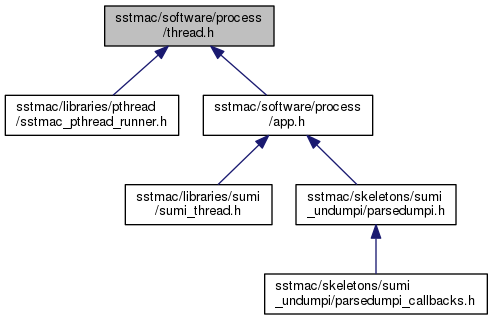 sstmac/software/process
/thread.h
sstmac/libraries/pthread
/sstmac_pthread_runner.h
sstmac/software/process
/app.h
sstmac/libraries/sumi
/sumi_thread.h
sstmac/skeletons/sumi
_undumpi/parsedumpi.h
sstmac/skeletons/sumi
_undumpi/parsedumpi_callbacks.h